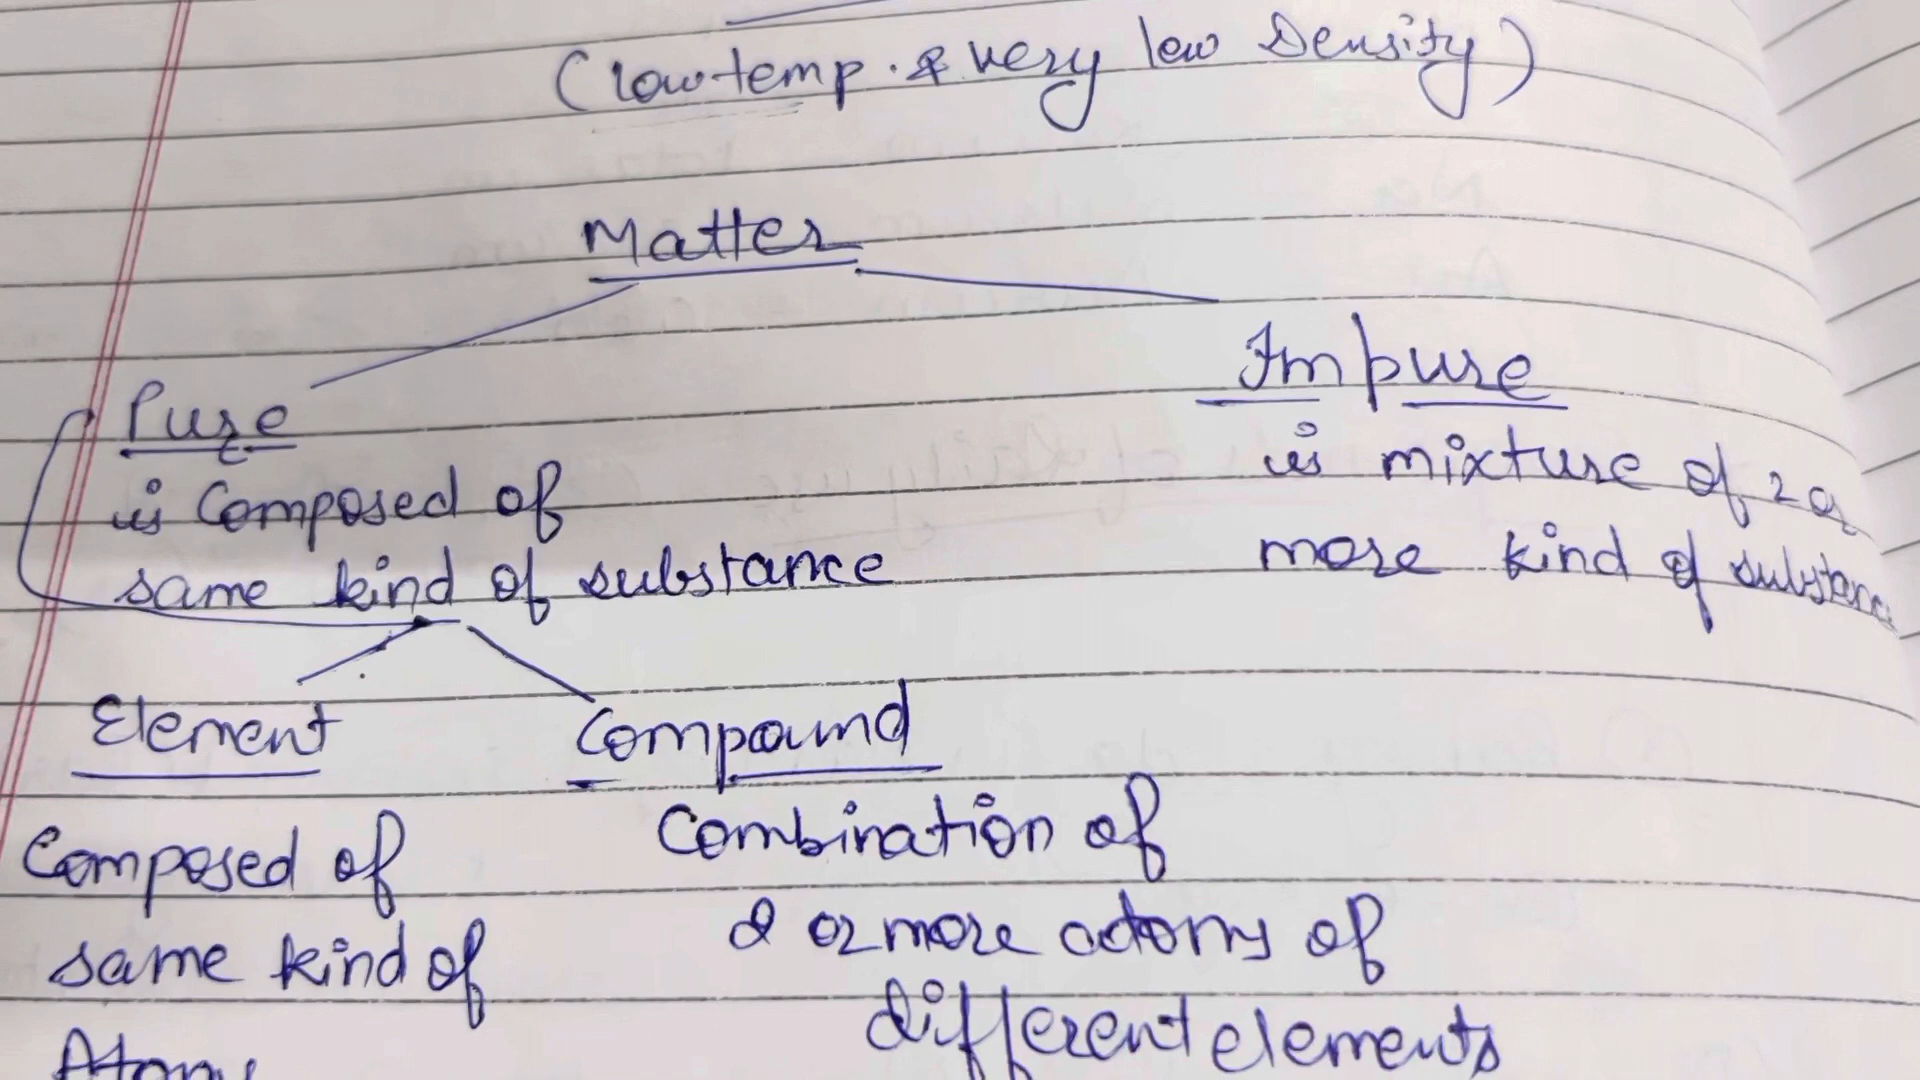 (low temp. & very low Density)
Matter
Pure
is Composed of
same kind of substance
Impure
is mixture of 2 or
more kind of substance
Element
Composed of
same kind of
Atoms
Compound
Combination of
2 or more atoms of
different elements